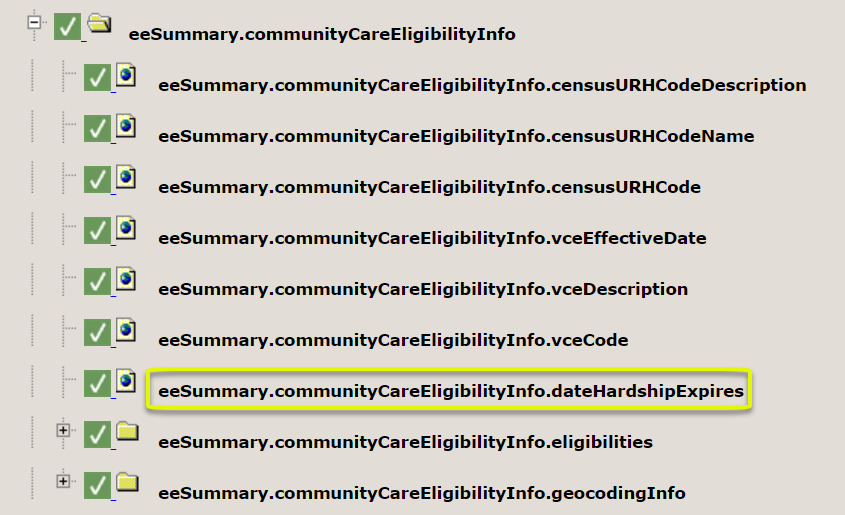 eeSummary.communityCareEligibilityInfo
eeSummary.communityCareEligibilityInfo.censusURHCodeDescription
eeSummary.communityCareEligibilityInfo.censusURHCodeName
eeSummary.communityCareEligibilityInfo.censusURHCode
eeSummary.communityCareEligibilityInfo.vceEffectiveDate
eeSummary.communityCareEligibilityInfo.vceDescription
eeSummary.communityCareEligibilityInfo.vceCode
eeSummary.communityCareEligibilityInfo.dateHardshipExpires
eeSummary.communityCareEligibilityInfo.eligibilities
eeSummary.communityCareEligibilityInfo.geocodingInfo